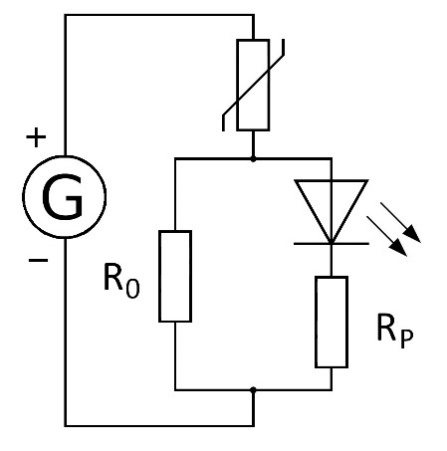 +
G
−
R₀
Rₚ